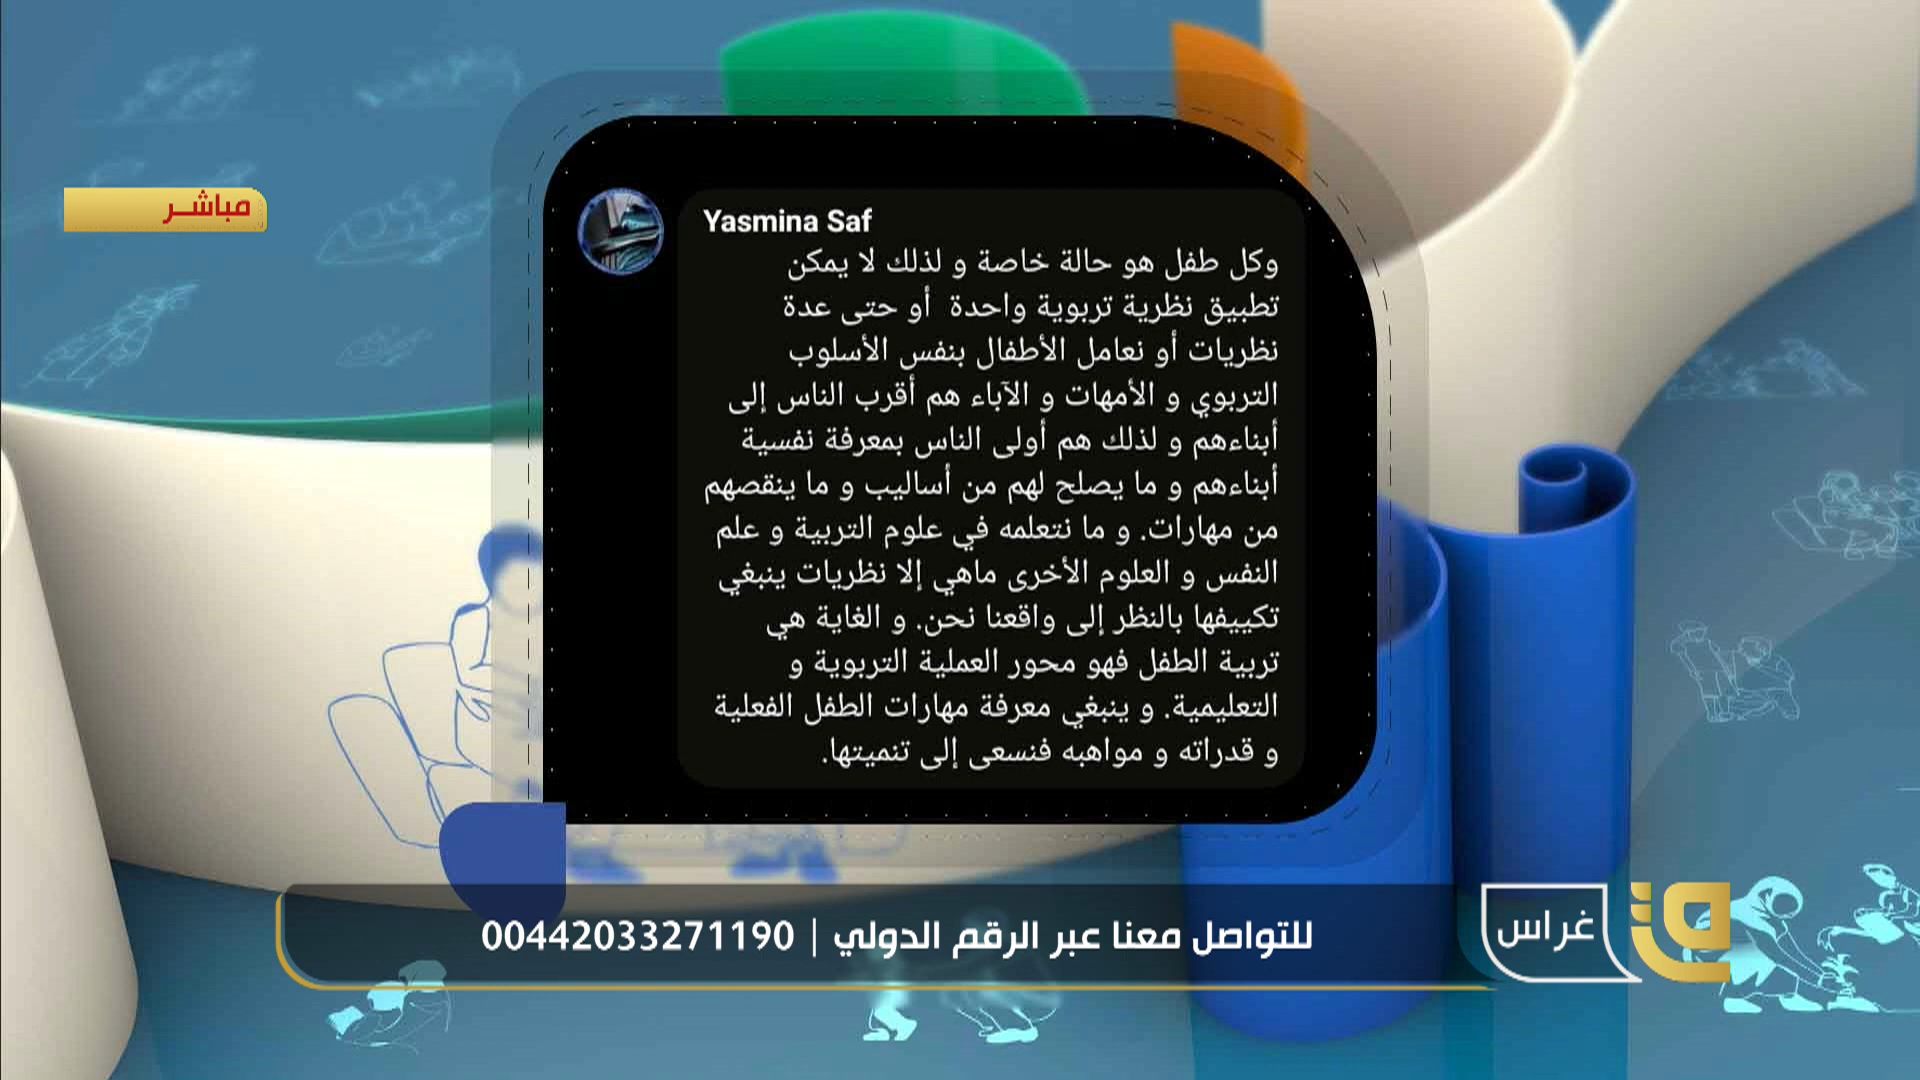 مباشر
Yasmina Saf
وكل طفل هو حالة خاصة و لذلك لا يمكن
تطبيق نظرية تربوية واحدة أو حتى عدة
نظريات أو نعامل الأطفال بنفس الأسلوب
التربوي و الأمهات و الآباء هم أقرب الناس إلى
أبناءهم و لذلك هم أولى الناس بمعرفة نفسية
أبناءهم و ما يصلح لهم من أساليب و ما ينقصهم
من مهارات. و ما نتعلمه في علوم التربية و علم
النفس و العلوم الأخرى ماهي إلا نظريات ينبغي
تكييفها بالنظر إلى واقعنا نحن. و الغاية هي
تربية الطفل فهو محور العملية التربوية و
التعليمية. و ينبغي معرفة مهارات الطفل الفعلية
و قدراته و مواهبه فنسعى إلى تنميتها.
للتواصل معنا عبر الرقم الدولي | 00442033271190
غراس